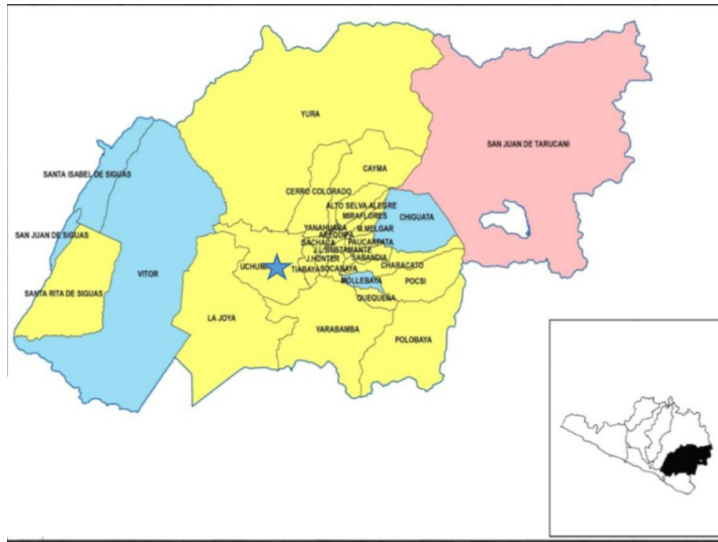 YURA
SAN JUAN DE TARUCANI
CAYMA
SANTA ISABEL DE SIGUAS
CERRO COLORADO
ALTO SELVA ALEGRE
MIRAFLORES
CHIGUATA
SAN JUAN DE SIGUAS
YANAHUARA
M.MELGAR
AREQUIPA
SACHACA
PAUCARPATA
J.L. BUSTAMANTE
VITOR
J.HUNTER
SABANDIA
UCHUM
TIABAYA
SOCABAYA
CHARACATO
MOLLEBAYA
POCSI
SANTA RITA DE SIGUAS
QUEQUEÑA
LA JOYA
YARABAMBA
POLOBAYA